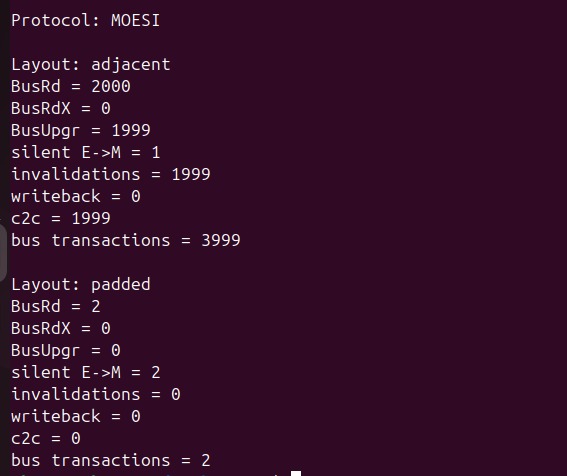 Protocol: MOESI
Layout: adjacent
BusRd = 2000
BusRdX = 0
BusUpgr = 1999
silent E->M = 1
invalidations = 1999
writeback = 0
c2c = 1999
bus transactions = 3999
Layout: padded
BusRd = 2
BusRdX = 0
BusUpgr = 0
silent E->M = 2
invalidations = 0
writeback = 0
c2c = 0
bus transactions = 2